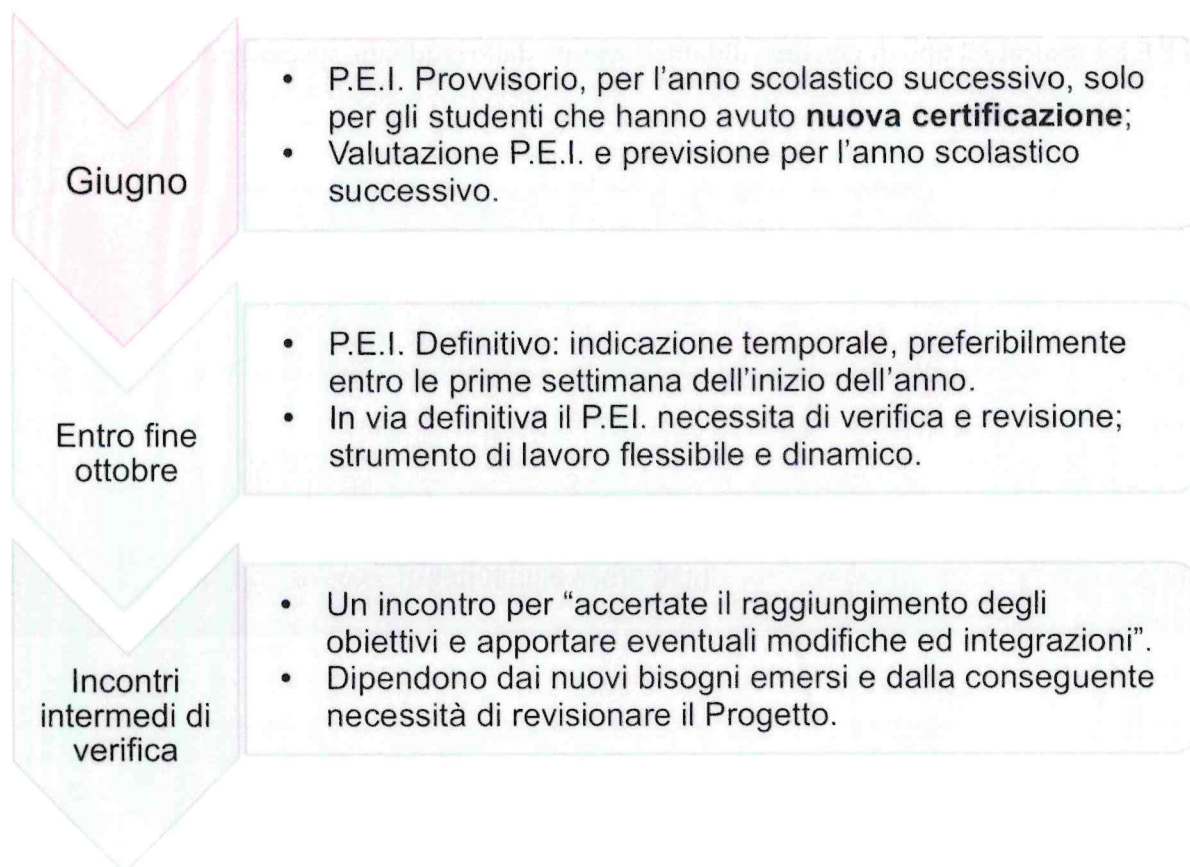 Giugno
• P.E.I. Provvisorio, per l'anno scolastico successivo, solo
per gli studenti che hanno avuto nuova certificazione;
• Valutazione P.E.I. e previsione per l'anno scolastico
successivo.
Entro fine
ottobre
• P.E.I. Definitivo: indicazione temporale, preferibilmente
entro le prime settimana dell'inizio dell'anno.
• In via definitiva il P.EI. necessita di verifica e revisione;
strumento di lavoro flessibile e dinamico.
Incontri
intermedi di
verifica
• Un incontro per “accertate il raggiungimento degli
obiettivi e apportare eventuali modifiche ed integrazioni”.
• Dipendono dai nuovi bisogni emersi e dalla conseguente
necessità di revisionare il Progetto.